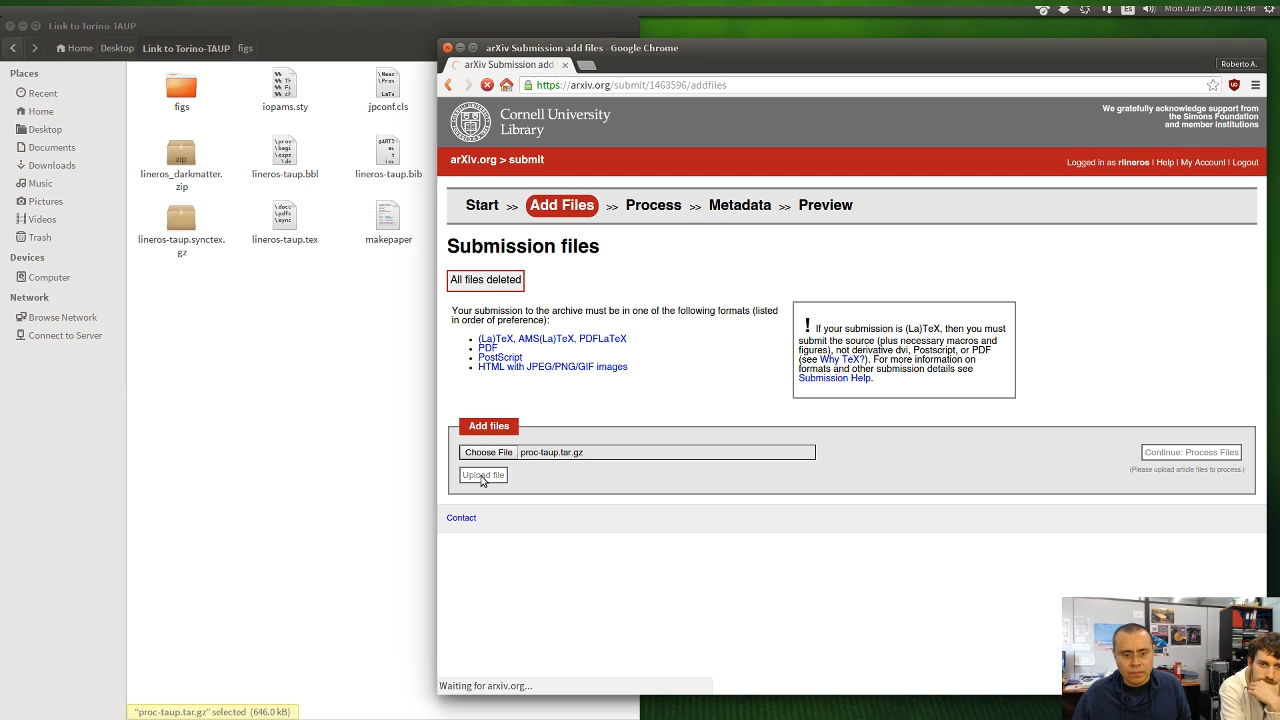 Link to Torino-TAUP
Mon Jan 25 2016 11:48
Es
Home Desktop Link to Torino-TAUP figs
Places
Recent
Home
Desktop
Documents
Downloads
Music
Pictures
Videos
Trash
Devices
Computer
Network
Browse Network
Connect to Server
figs
iopams.sty
jpconf.cls
zip
lineros_darkmatter.
zip
lineros-taup.bbl
lineros-taup.bib
lineros-taup.synctex.
gz
lineros-taup.tex
makepaper
"proc-taup.tar.gz" selected (646.0 kB)
arXiv Submission add files - Google Chrome
arXiv Submission add
Roberto A.
https://arxiv.org/submit/1463596/addfiles
Cornell University
Library
We gratefully acknowledge support from
the Simons Foundation
and member institutions
arXiv.org > submit
Logged in as rlineros | Help | My Account | Logout
Start >> Add Files >> Process >> Metadata >> Preview
Submission files
All files deleted
Your submission to the archive must be in one of the following formats (listed
in order of preference):
(La)TeX, AMS(La)TeX, PDFLaTeX
PDF
PostScript
HTML with JPEG/PNG/GIF images
! If your submission is (La)TeX, then you must
submit the source (plus necessary macros and
figures), not derivative dvi, Postscript, or PDF
(see Why TeX?). For more information on
formats and other submission details see
Submission Help.
Add files
Choose File proc-taup.tar.gz
Continue: Process Files
Upload file
(Please upload article files to process.)
Contact
Waiting for arxiv.org...